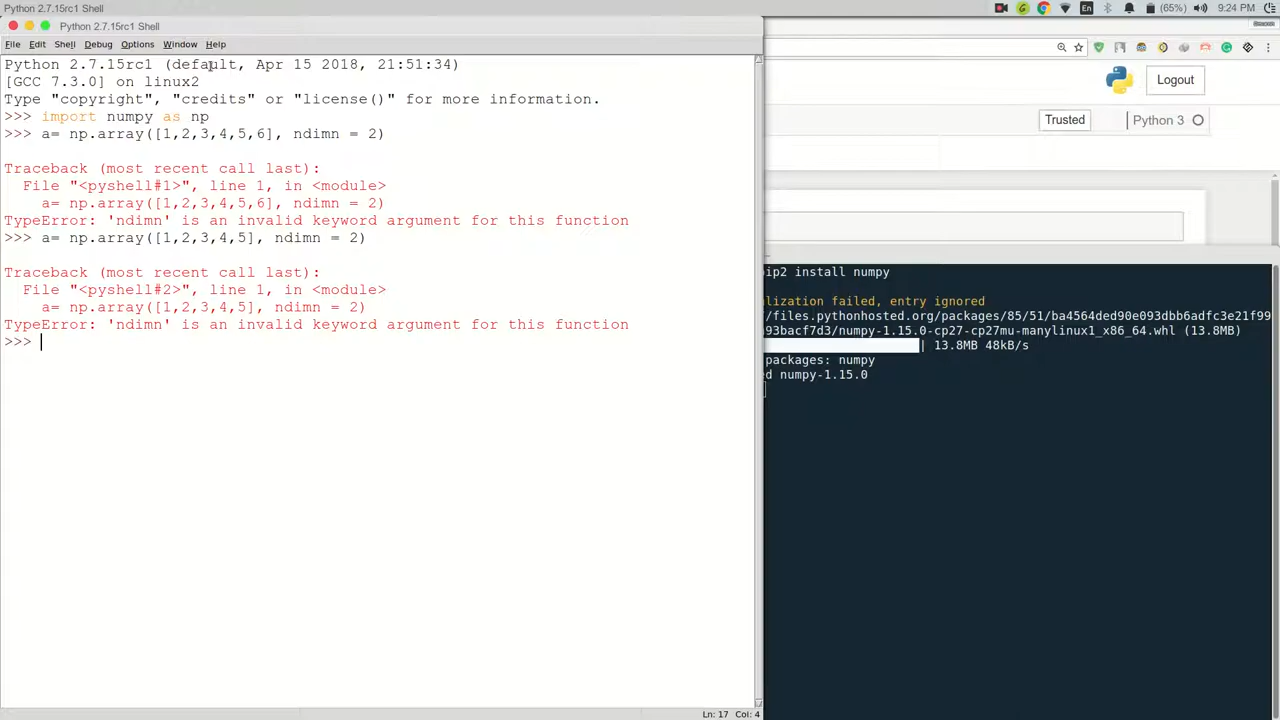 Python 2.7.15rc1 Shell
(65%)
9:24 PM
En
Python 2.7.15rc1 Shell
File Edit Shell Debug Options Window Help
Python 2.7.15rc1 (default, Apr 15 2018, 21:51:34)
[GCC 7.3.0] on linux2
Type "copyright", "credits" or "license()" for more information.
>>> import numpy as np
>>> a= np.array([1,2,3,4,5,6], ndimn = 2)
Traceback (most recent call last):
File "<pyshell#1>", line 1, in <module>
a= np.array([1,2,3,4,5,6], ndimn = 2)
TypeError: 'ndimn' is an invalid keyword argument for this function
>>> a= np.array([1,2,3,4,5], ndimn = 2)
Traceback (most recent call last):
File "<pyshell#2>", line 1, in <module>
a= np.array([1,2,3,4,5], ndimn = 2)
TypeError: 'ndimn' is an invalid keyword argument for this function
>>>
Ln: 17 Col: 4
Logout
Trusted
Python 3
pip2 install numpy
lization failed, entry ignored
/files.pythonhosted.org/packages/85/51/ba4564ded90e093dbb6adfc3e21f99
93bacf7d3/numpy-1.15.0-cp27-cp27mu-manylinux1_x86_64.whl (13.8MB)
| 13.8MB 48kB/s
packages: numpy
d numpy-1.15.0